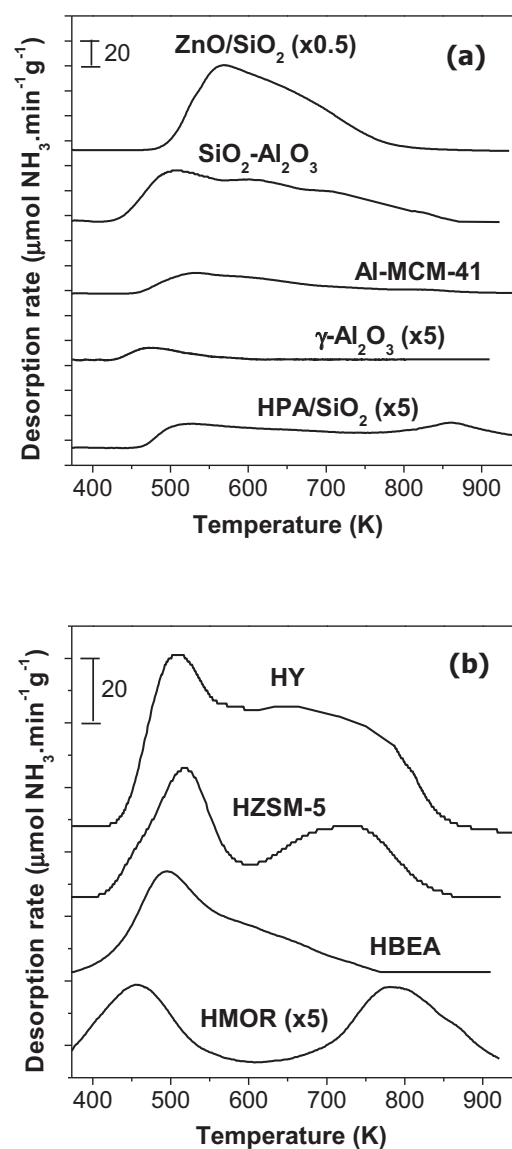 (a)
20
ZnO/SiO₂ (x0.5)
SiO₂-Al₂O₃
Al-MCM-41
γ-Al₂O₃ (x5)
HPA/SiO₂ (x5)
Desorption rate (μmol NH₃.min⁻¹g⁻¹)
400 500 600 700 800 900
Temperature (K)
(b)
20
HY
HZSM-5
HBEA
HMOR (x5)
Desorption rate (μmol NH₃.min⁻¹g⁻¹)
400 500 600 700 800 900
Temperature (K)